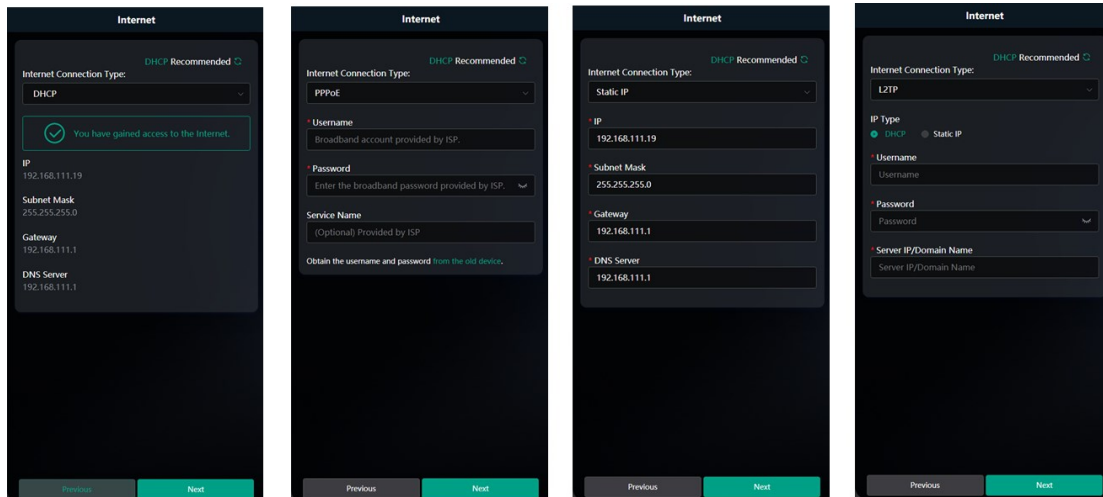 Internet
DHCP Recommended
Internet Connection Type:
DHCP
You have gained access to the Internet.
IP
192.168.111.19
Subnet Mask
255.255.255.0
Gateway
192.168.111.1
DNS Server
192.168.111.1
Previous Next
Internet
DHCP Recommended
Internet Connection Type:
PPPoE
* Username
Broadband account provided by ISP.
* Password
Enter the broadband password provided by ISP.
Service Name
(Optional) Provided by ISP
Obtain the username and password from the old device.
Previous Next
Internet
DHCP Recommended
Internet Connection Type:
Static IP
* IP
192.168.111.19
* Subnet Mask
255.255.255.0
* Gateway
192.168.111.1
* DNS Server
192.168.111.1
Previous Next
Internet
DHCP Recommended
Internet Connection Type:
L2TP
IP Type
DHCP Static IP
* Username
Username
* Password
Password
* Server IP/Domain Name
Server IP/Domain Name
Previous Next